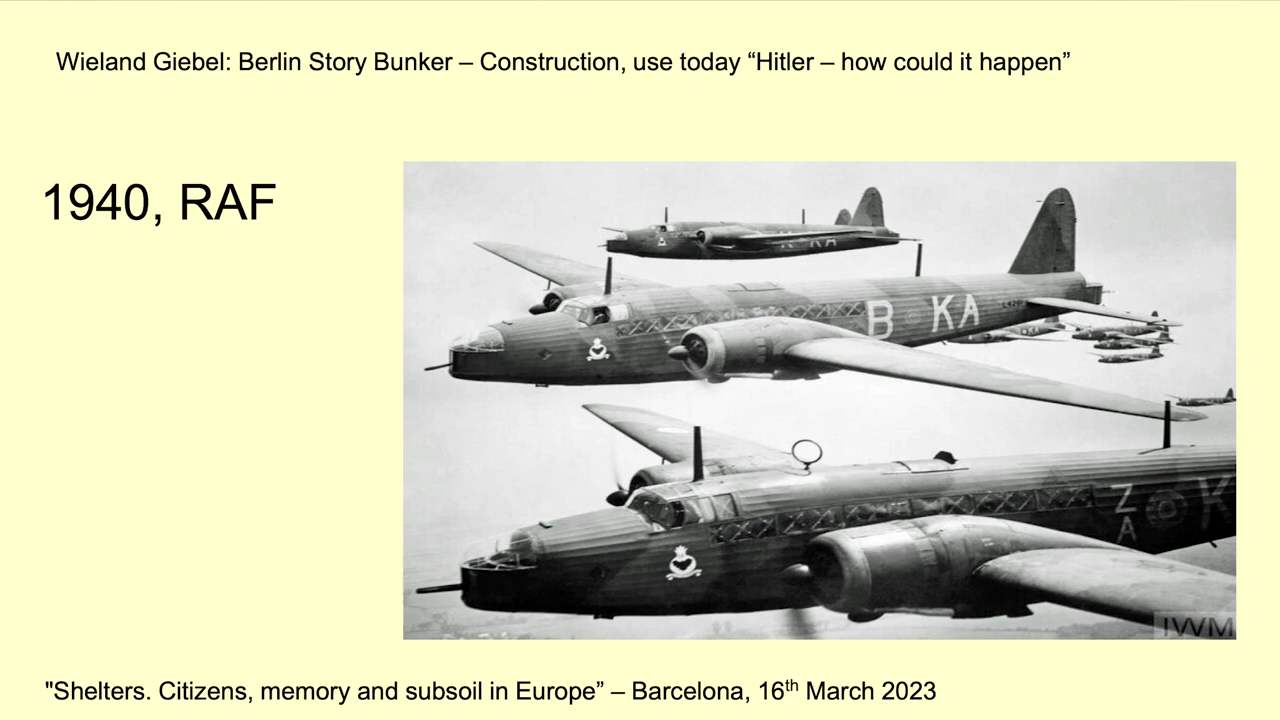 Wieland Giebel: Berlin Story Bunker – Construction, use today “Hitler – how could it happen”
1940, RAF
K KA
B KA
Z K
A
IWM
"Shelters. Citizens, memory and subsoil in Europe” – Barcelona, 16th March 2023